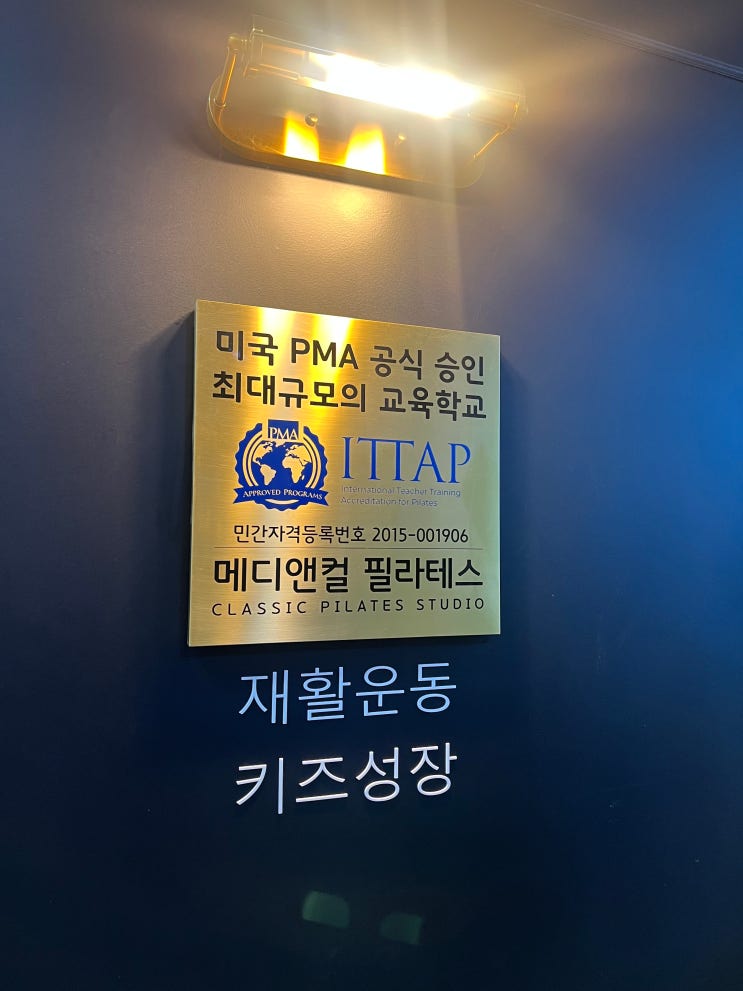 미국 PMA 공식 승인
최대규모의 교육학교
PMA
APPROVED PROGRAMS
ITTAP
International Teacher Training
Accreditation for Pilates
민간자격등록번호 2015-001906
메디앤컬 필라테스
CLASSIC PILATES STUDIO
재활운동
키즈성장